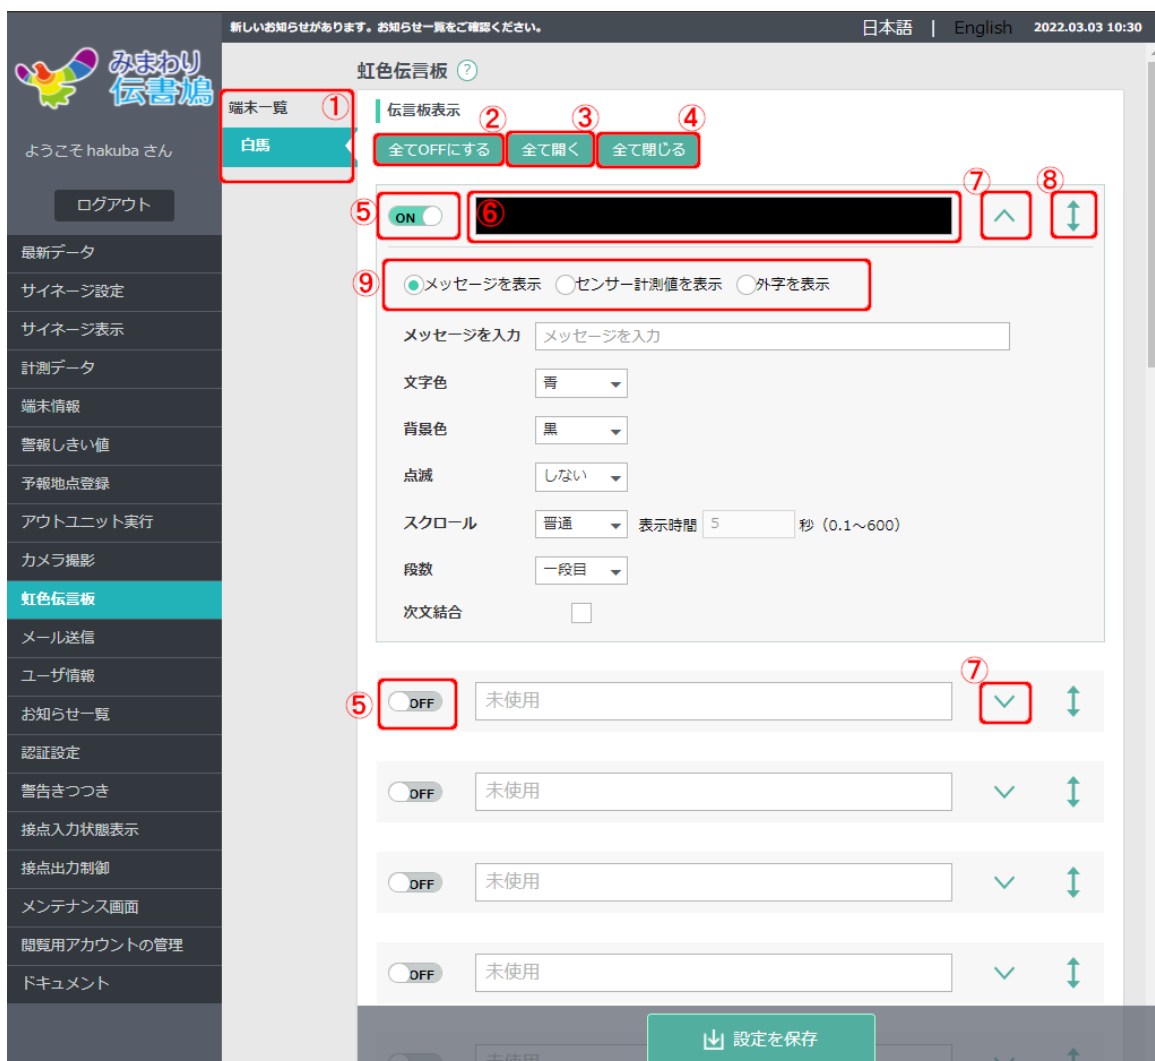 新しいお知らせがあります。お知らせ一覧をご確認ください。
日本語 | English 2022.03.03 10:30
みまわり
伝書鳩
ようこそ hakuba さん
ログアウト
最新データ
サイネージ設定
サイネージ表示
計測データ
端末情報
警報しきい値
予報地点登録
アウトユニット実行
カメラ撮影
虹色伝言板
メール送信
ユーザ情報
お知らせ一覧
認証設定
警告きつつき
接点入力状態表示
接点出力制御
メンテナンス画面
閲覧用アカウントの管理
ドキュメント
端末一覧 ①
白馬
虹色伝言板 ?
伝言板表示
② ③ ④
全てOFFにする 全て開く 全て閉じる
⑦ ⑧
⑤ ON ⑥
⑨ メッセージを表示 センサー計測値を表示 外字を表示
メッセージを入力 メッセージを入力
文字色 青
背景色 黒
点滅 しない
スクロール 普通 表示時間 5 秒（0.1～600）
段数 一段目
次文結合
⑦
⑤ OFF 未使用
OFF 未使用
OFF 未使用
OFF 未使用
設定を保存
未使用